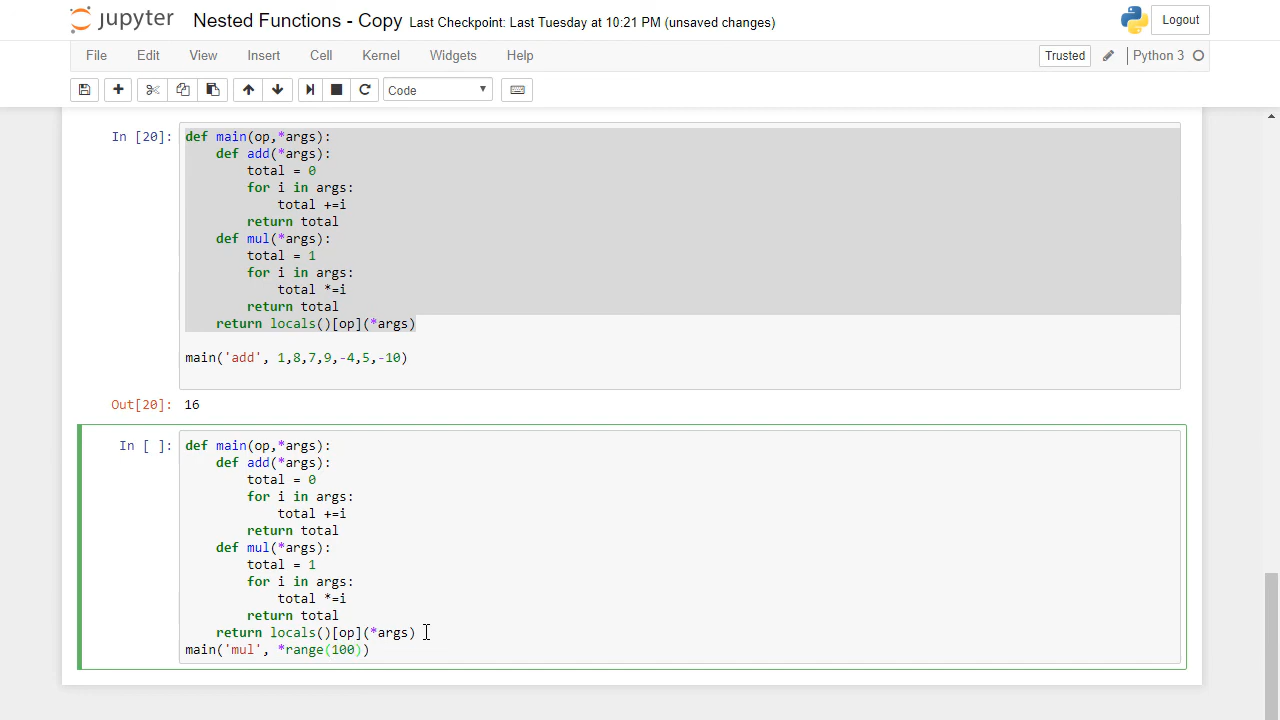 jupyter Nested Functions - Copy Last Checkpoint: Last Tuesday at 10:21 PM (unsaved changes) Logout
File Edit View Insert Cell Kernel Widgets Help Trusted Python 3
Code
In [20]: def main(op,*args):
    def add(*args):
        total = 0
        for i in args:
            total +=i
        return total
    def mul(*args):
        total = 1
        for i in args:
            total *=i
        return total
    return locals()[op](*args)
main('add', 1,8,7,9,-4,5,-10)
Out[20]: 16
In [ ]: def main(op,*args):
    def add(*args):
        total = 0
        for i in args:
            total +=i
        return total
    def mul(*args):
        total = 1
        for i in args:
            total *=i
        return total
    return locals()[op](*args)
main('mul', *range(100))